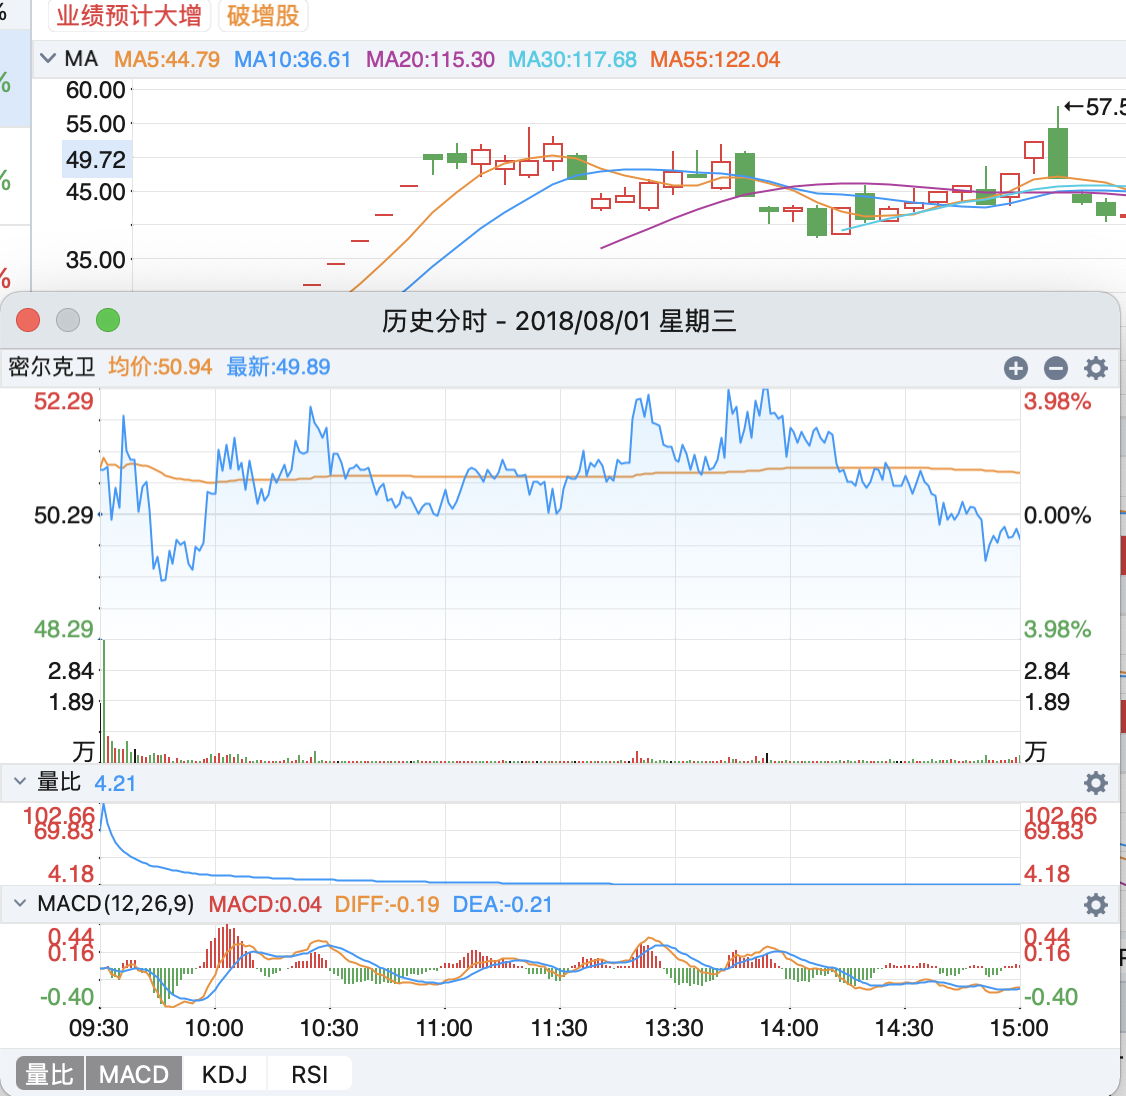 %
业绩预计大增 破增股
MA MA5:44.79 MA10:36.61 MA20:115.30 MA30:117.68 MA55:122.04
%
60.00
←57.5
55.00
49.72
%
45.00
35.00
%
历史分时 - 2018/08/01 星期三
密尔克卫 均价:50.94 最新:49.89
52.29 3.98%
50.29 0.00%
48.29 3.98%
2.84 2.84
1.89 1.89
万 万
量比 4.21
102.66 102.66
69.83 69.83
4.18 4.18
MACD(12,26,9) MACD:0.04 DIFF:-0.19 DEA:-0.21
0.44 0.44
0.16 0.16
-0.40 -0.40
09:30 10:00 10:30 11:00 11:30 13:30 14:00 14:30 15:00
量比 MACD KDJ RSI